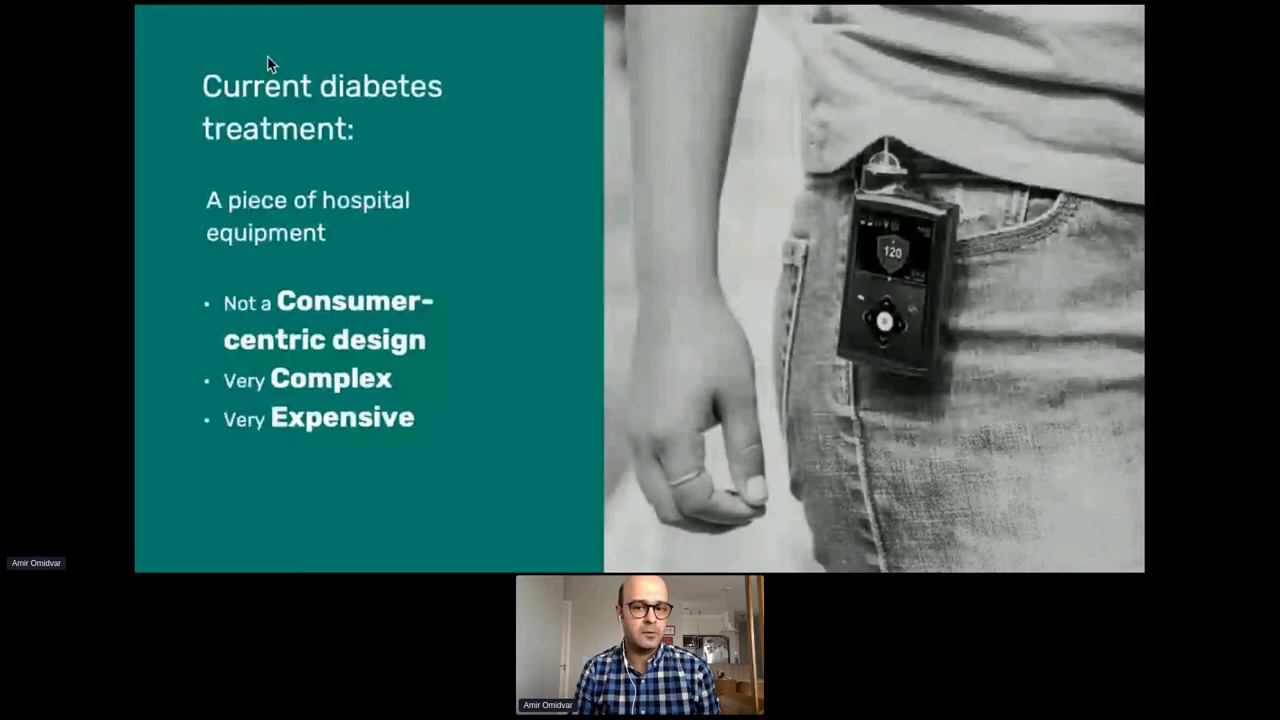 Current diabetes
treatment:
A piece of hospital
equipment
• Not a Consumer-
centric design
• Very Complex
• Very Expensive
120
Amir Omidvar
Amir Omidvar